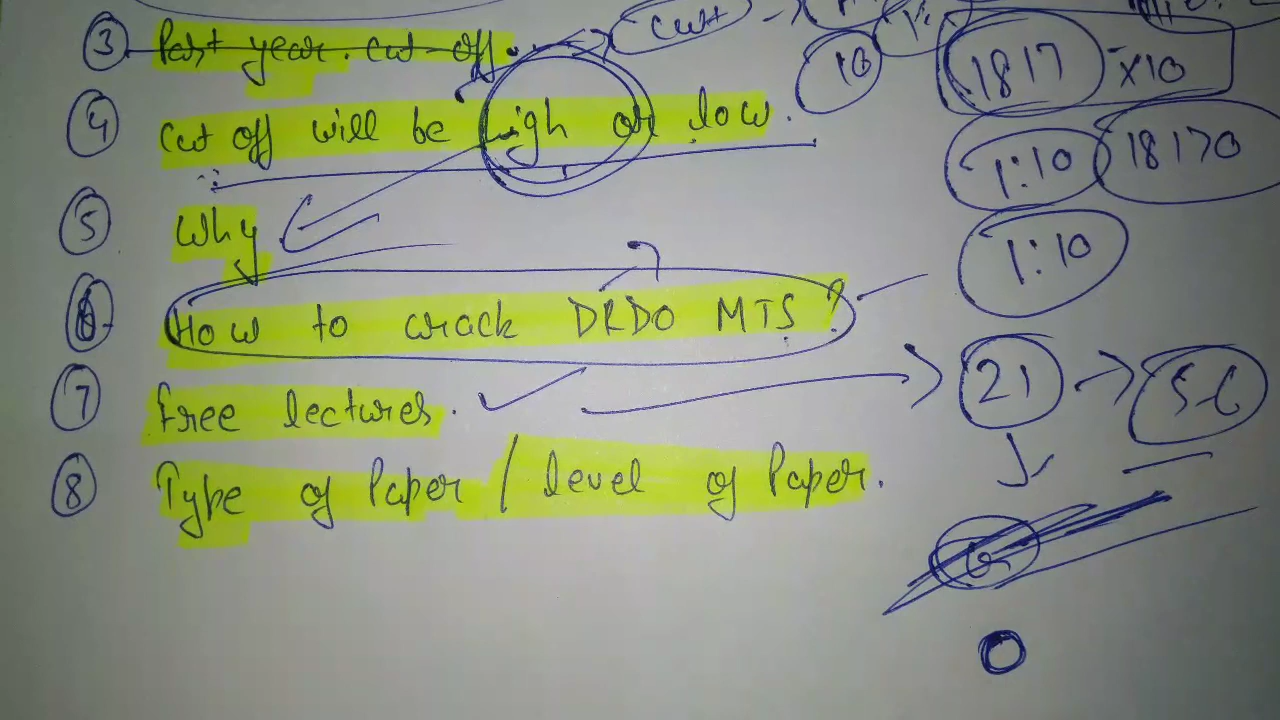 3 Past year cut off. cut
4 cut off will be high or low.
10
1817 x10
1:10 18170
5 Why
1:10
6 How to crack DRDO MTS?
7 free lectures.
21
8 Type of Paper / level of Paper.